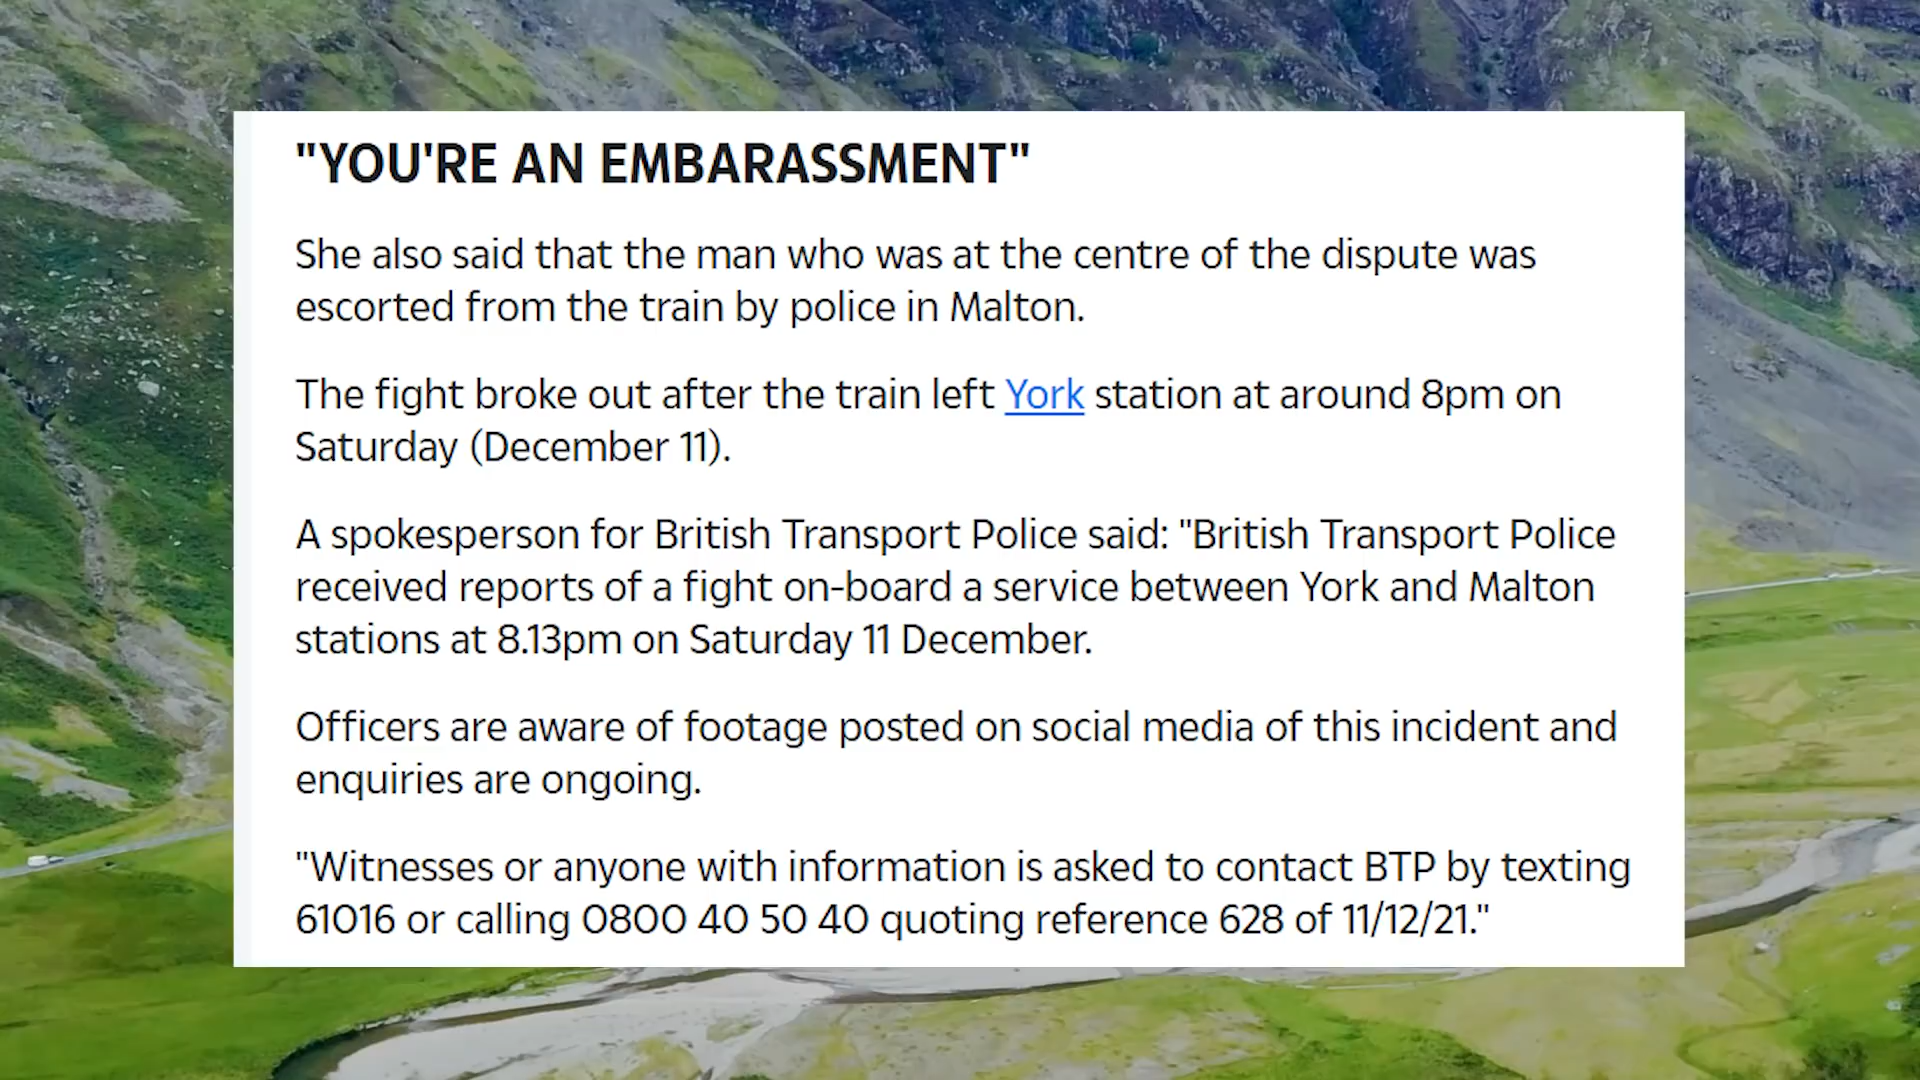 "YOU'RE AN EMBARASSMENT"
She also said that the man who was at the centre of the dispute was
escorted from the train by police in Malton.
The fight broke out after the train left York station at around 8pm on
Saturday (December 11).
A spokesperson for British Transport Police said: "British Transport Police
received reports of a fight on-board a service between York and Malton
stations at 8.13pm on Saturday 11 December.
Officers are aware of footage posted on social media of this incident and
enquiries are ongoing.
"Witnesses or anyone with information is asked to contact BTP by texting
61016 or calling 0800 40 50 40 quoting reference 628 of 11/12/21."